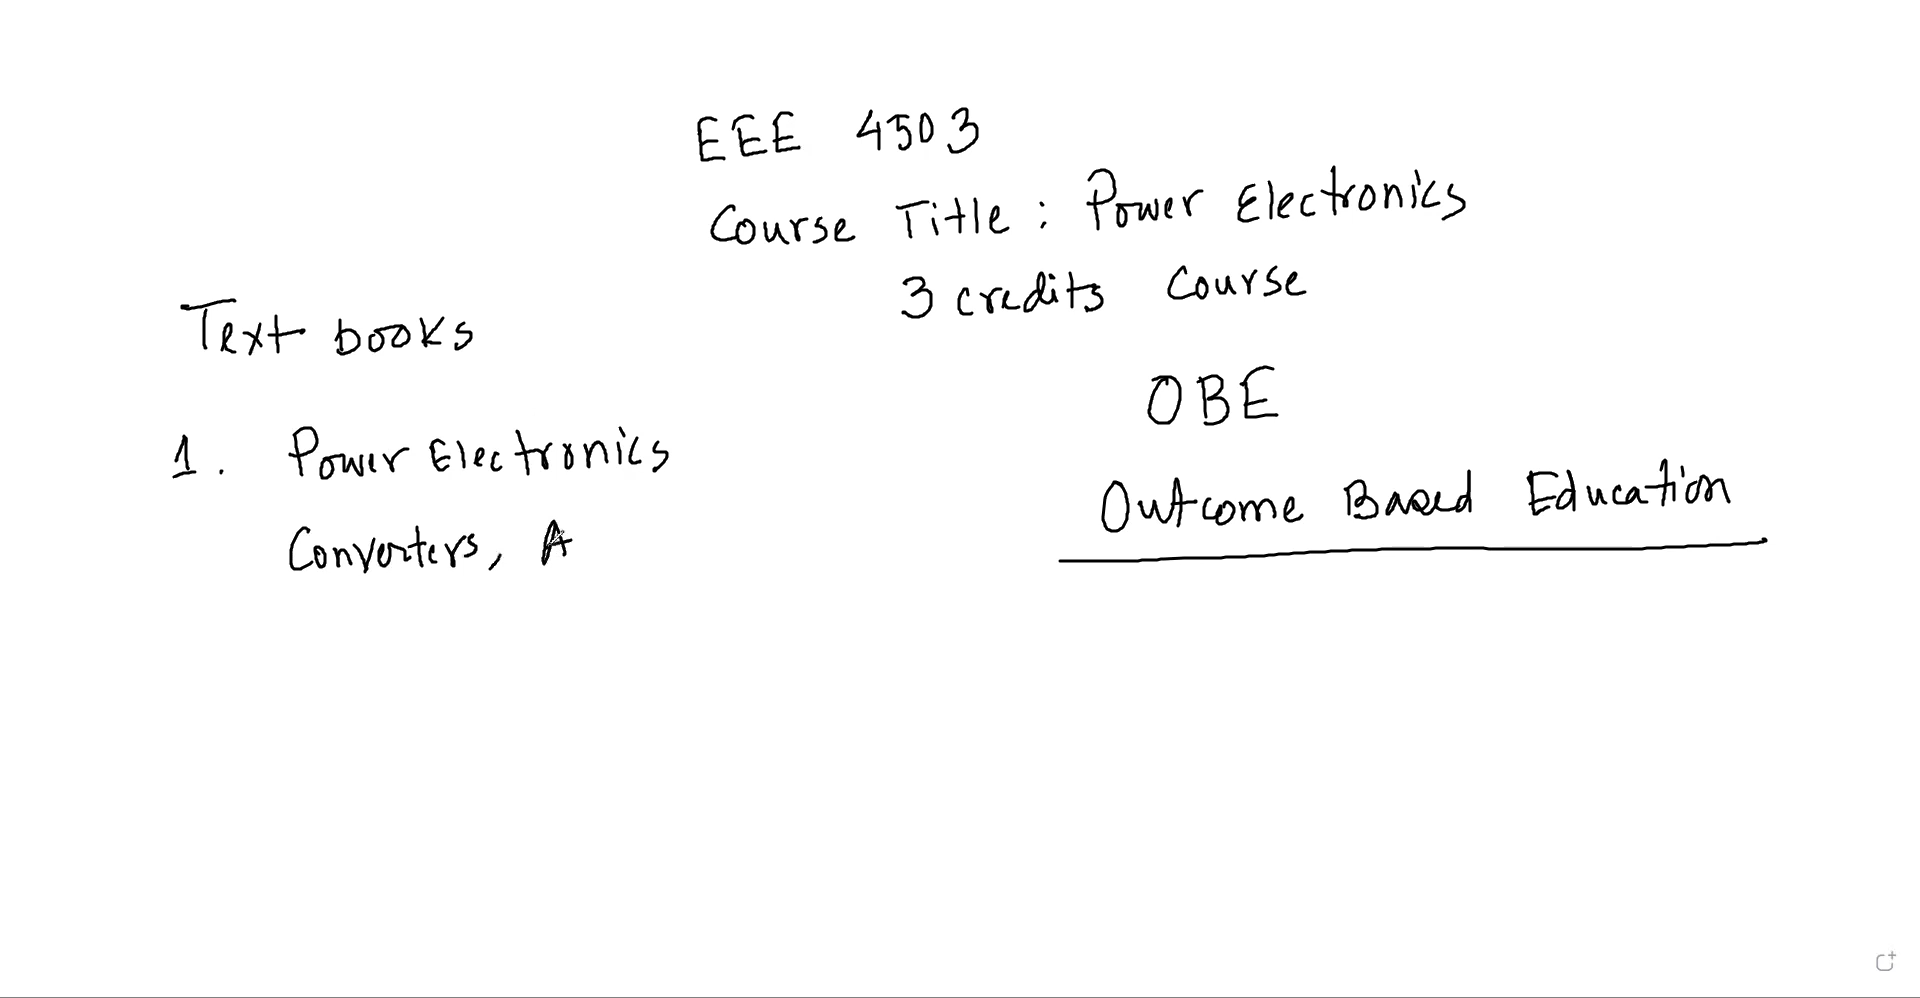 EEE 4503
Course Title : Power Electronics
3 credits Course
Text books
OBE
1. Power Electronics
Outcome Based Education
Converters, A